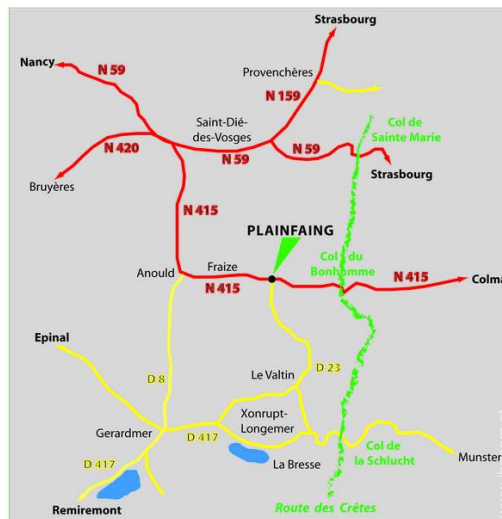 Strasbourg
Nancy
N 59
Provenchères
N 159
Saint-Dié-
des-Vosges
Col de
Sainte Marie
N 420
N 59
N 59
Bruyères
Strasbourg
N 415
PLAINFAING
Anould
Fraize
N 415
Col du
Bonhomme
N 415
Colma
Epinal
D 8
D 23
Le Valtin
Xonrupt-
Longemer
Gerardmer
D 417
D 417
La Bresse
Col de
la Schlucht
Munster
Remiremont
Route des Crêtes